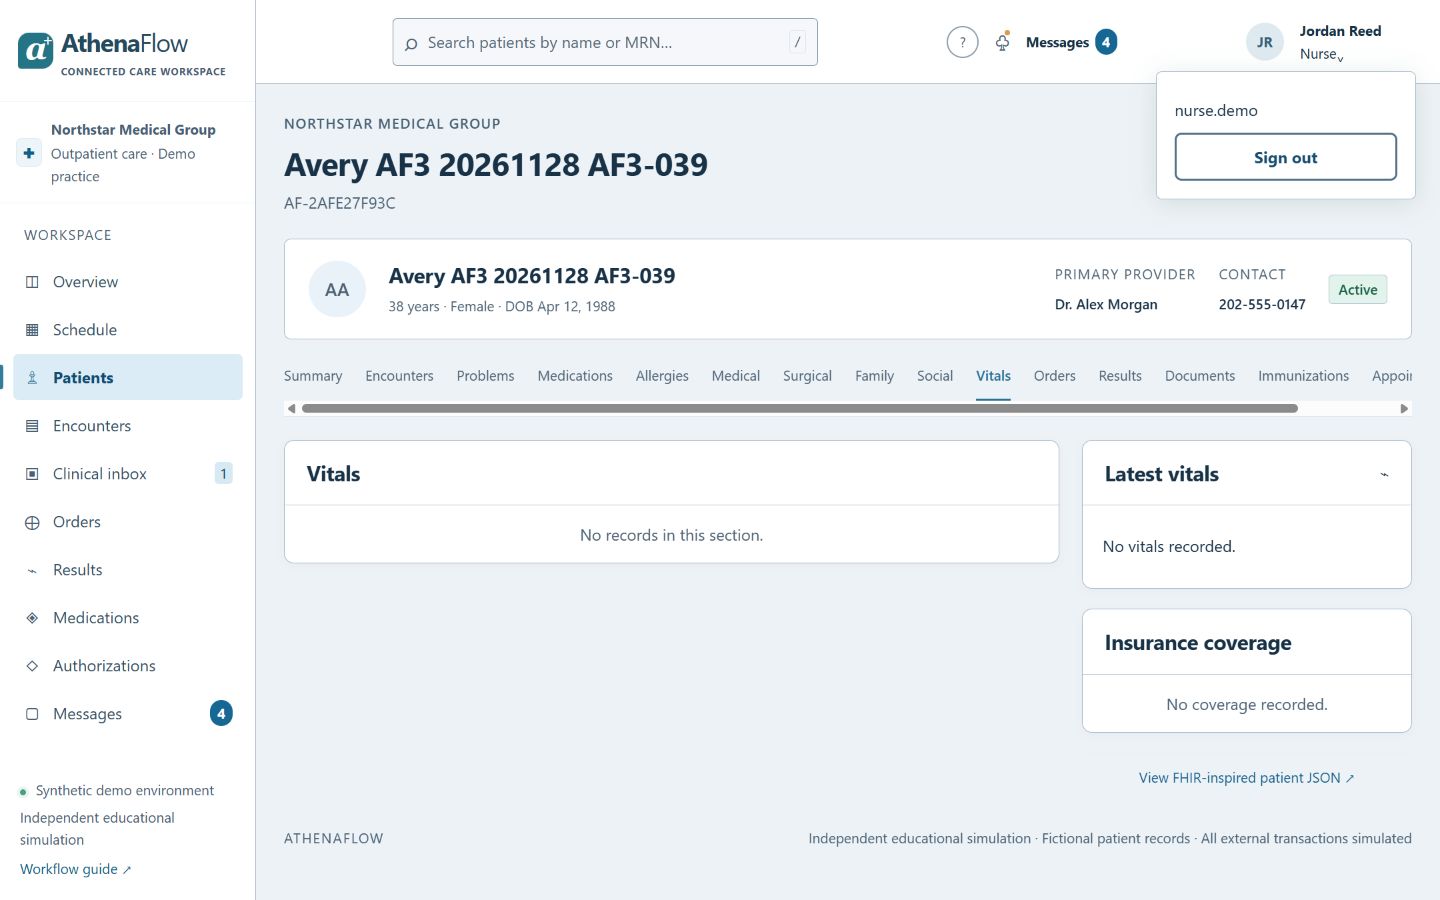 AthenaFlow
CONNECTED CARE WORKSPACE
Northstar Medical Group
Outpatient care · Demo
practice
WORKSPACE
Overview
Schedule
Patients
Encounters
Clinical inbox 1
Orders
Results
Medications
Authorizations
Messages 4
Synthetic demo environment
Independent educational
simulation
Workflow guide ↗
Search patients by name or MRN... /
? Messages 4
JR Jordan Reed
Nurse
nurse.demo
Sign out
NORTHSTAR MEDICAL GROUP
Avery AF3 20261128 AF3-039
AF-2AFE27F93C
AA Avery AF3 20261128 AF3-039
38 years · Female · DOB Apr 12, 1988
PRIMARY PROVIDER
Dr. Alex Morgan
CONTACT
202-555-0147
Active
Summary Encounters Problems Medications Allergies Medical Surgical Family Social Vitals Orders Results Documents Immunizations Appoi
Vitals
No records in this section.
Latest vitals
No vitals recorded.
Insurance coverage
No coverage recorded.
View FHIR-inspired patient JSON ↗
ATHENAFLOW
Independent educational simulation · Fictional patient records · All external transactions simulated